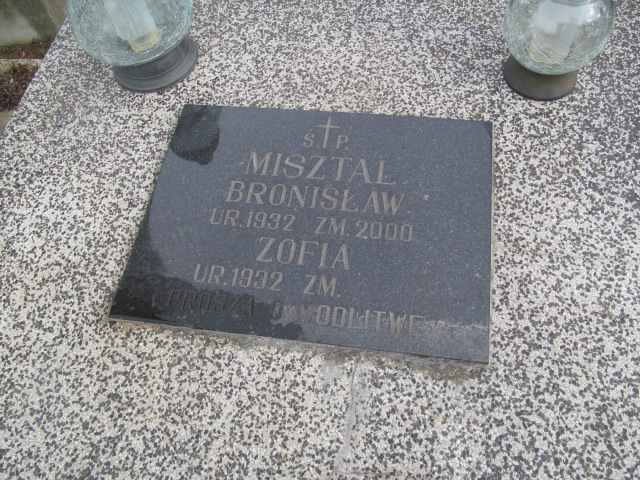 Ś.†P.
MISZTAL
BRONISŁAW
UR.1932 ZM.2000
ZOFIA
UR.1932 ZM.
PROSZĄ O MODLITWĘ